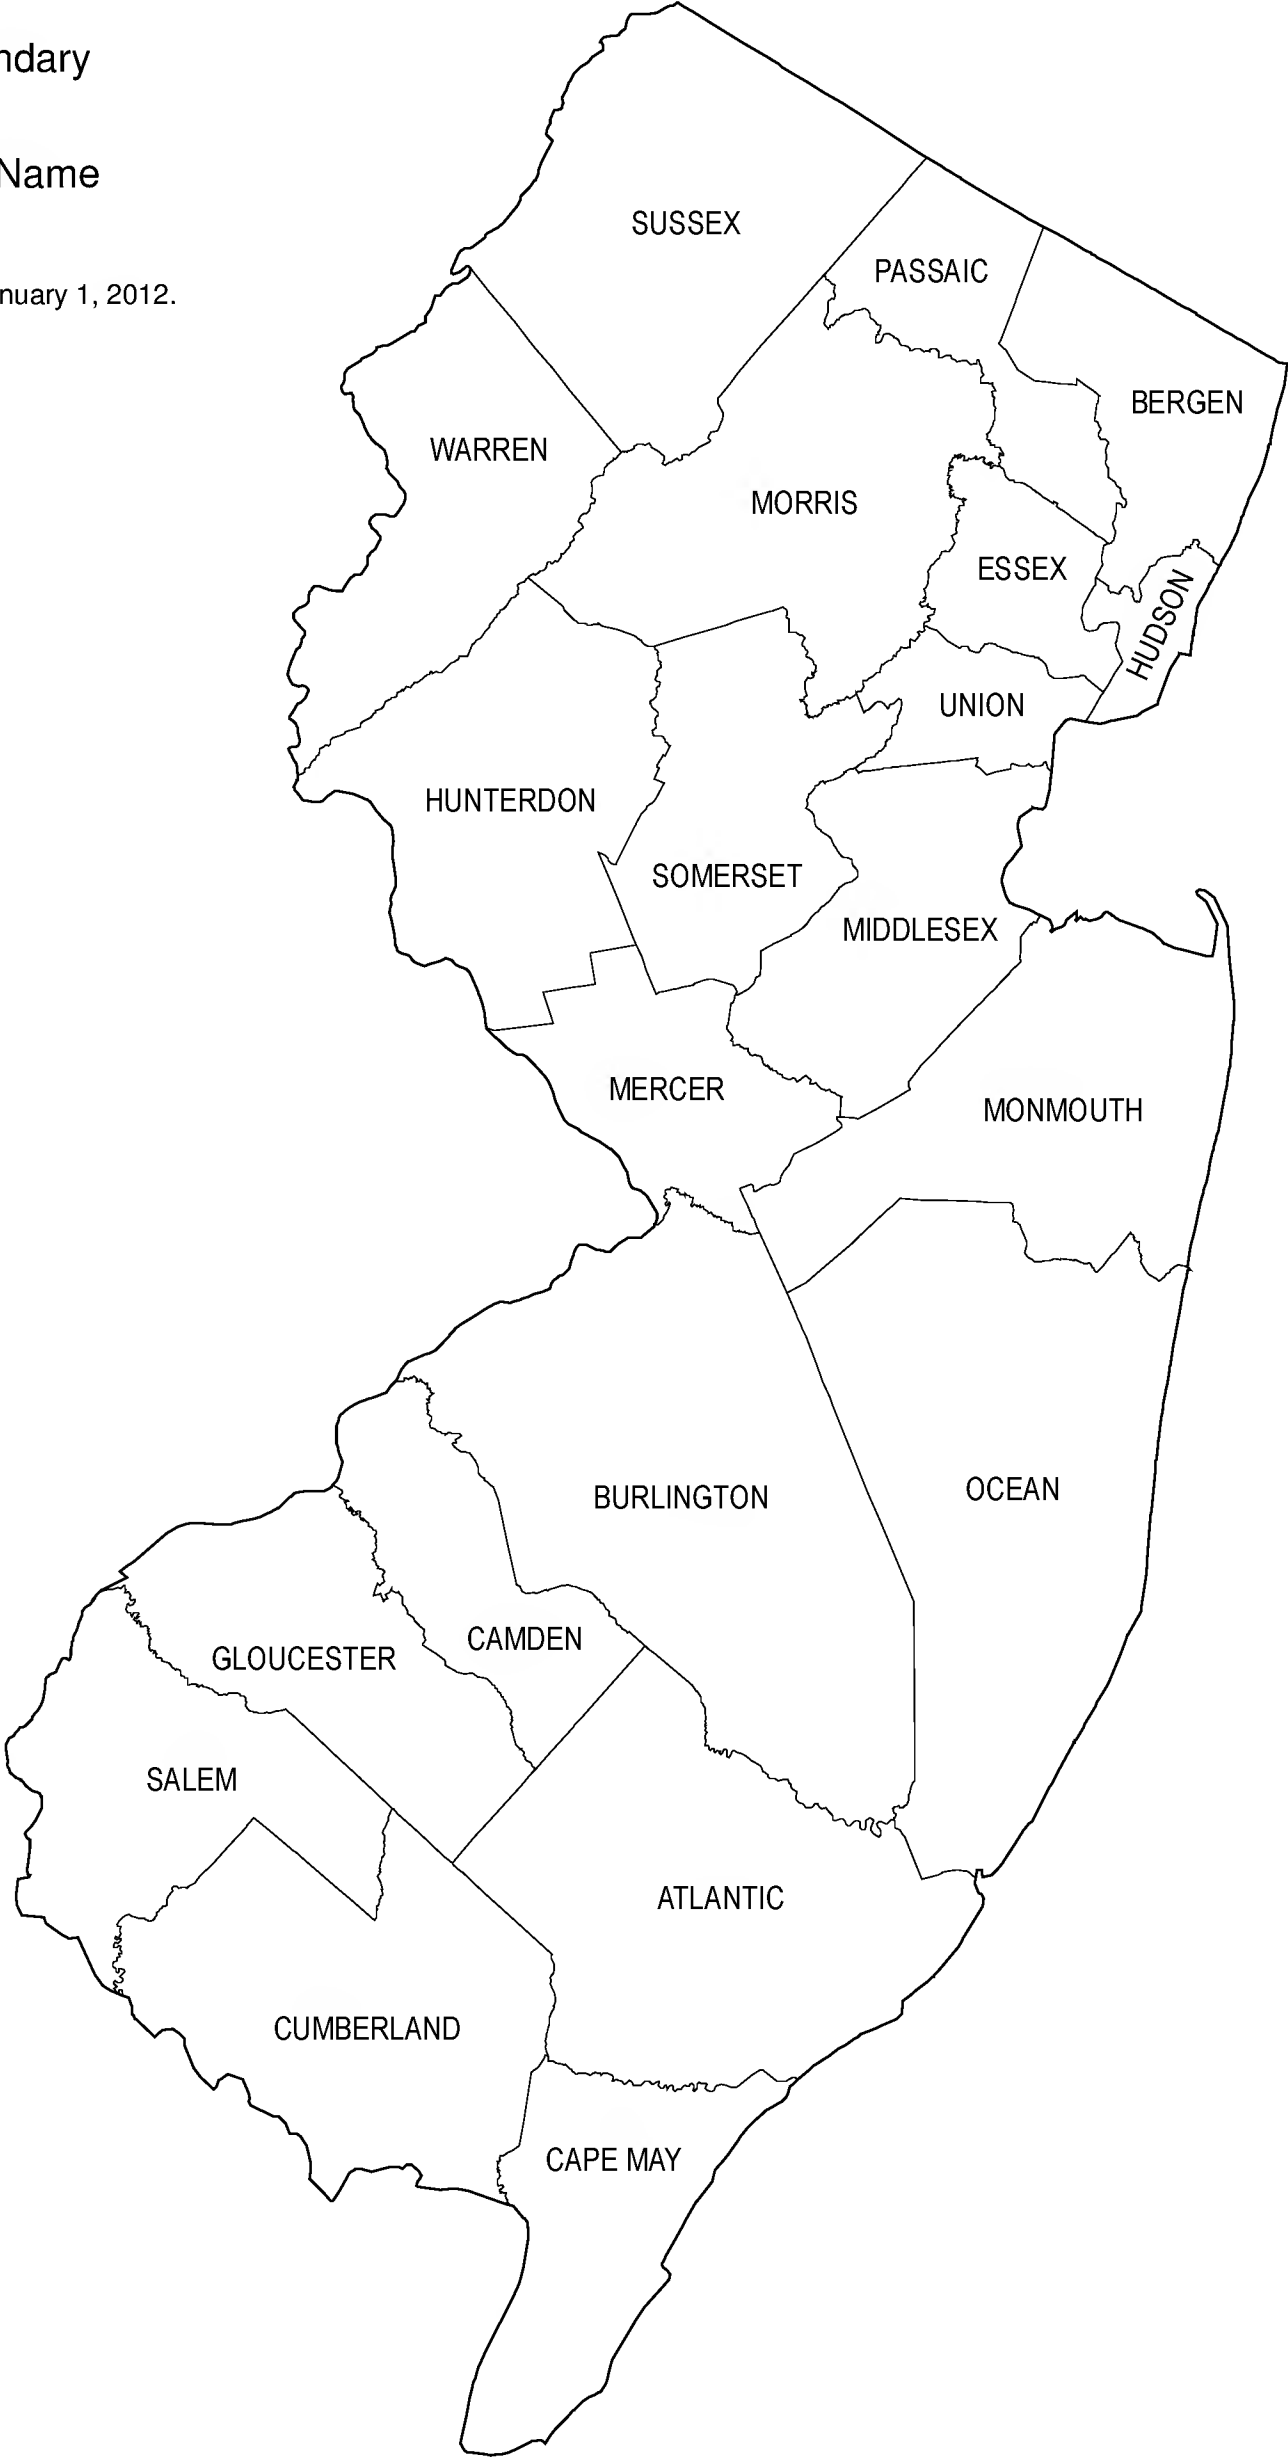 ndary
Name
nuary 1, 2012.
SUSSEX
PASSAIC
BERGEN
WARREN
MORRIS
ESSEX
HUDSON
UNION
HUNTERDON
SOMERSET
MIDDLESEX
MERCER
MONMOUTH
OCEAN
BURLINGTON
CAMDEN
GLOUCESTER
SALEM
ATLANTIC
CUMBERLAND
CAPE MAY